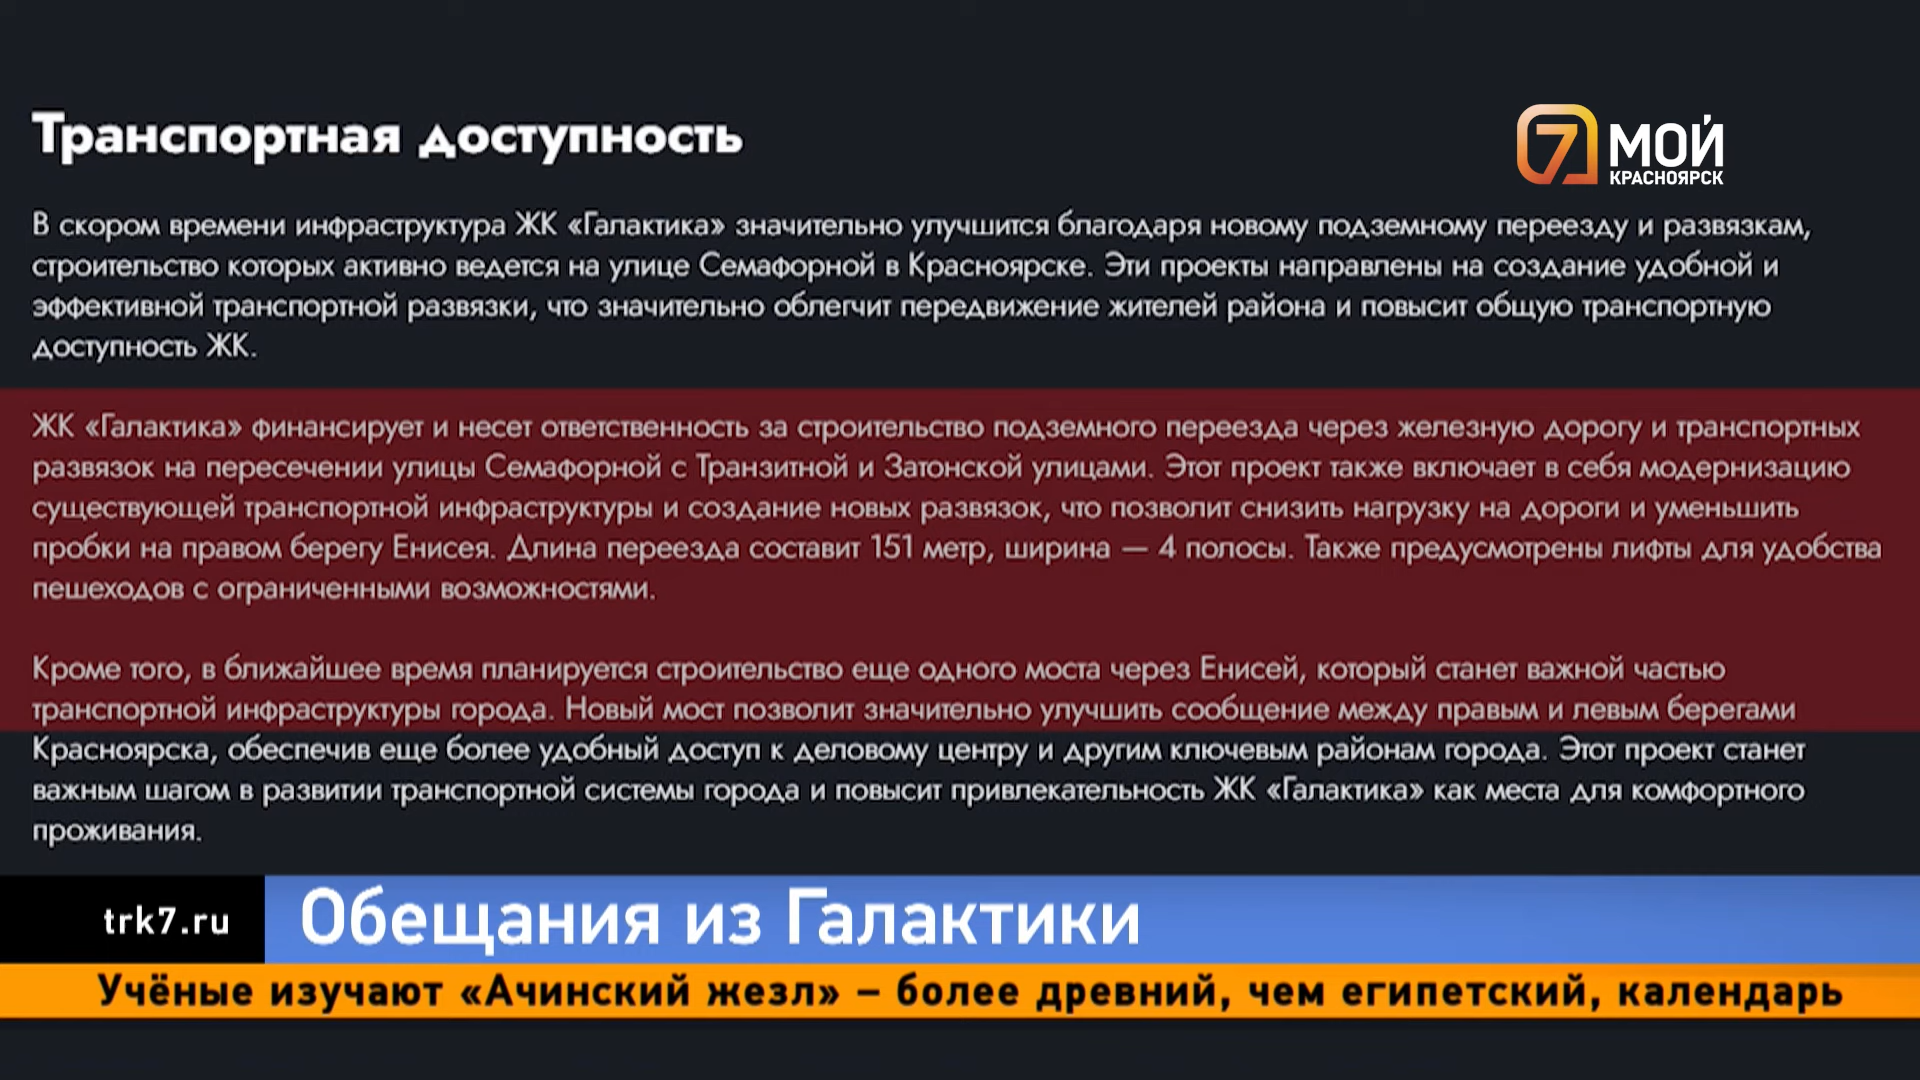 Транспортная доступность
7 МОЙ
КРАСНОЯРСК
В скором времени инфраструктура ЖК «Галактика» значительно улучшится благодаря новому подземному переезду и развязкам,
строительство которых активно ведется на улице Семафорной в Красноярске. Эти проекты направлены на создание удобной и
эффективной транспортной развязки, что значительно облегчит передвижение жителей района и повысит общую транспортную
доступность ЖК.
ЖК «Галактика» финансирует и несет ответственность за строительство подземного переезда через железную дорогу и транспортных
развязок на пересечении улицы Семафорной с Транзитной и Затонской улицами. Этот проект также включает в себя модернизацию
существующей транспортной инфраструктуры и создание новых развязок, что позволит снизить нагрузку на дороги и уменьшить
пробки на правом берегу Енисея. Длина переезда составит 151 метр, ширина — 4 полосы. Также предусмотрены лифты для удобства
пешеходов с ограниченными возможностями.
Кроме того, в ближайшее время планируется строительство еще одного моста через Енисей, который станет важной частью
транспортной инфраструктуры города. Новый мост позволит значительно улучшить сообщение между правым и левым берегами
Красноярска, обеспечив еще более удобный доступ к деловому центру и другим ключевым районам города. Этот проект станет
важным шагом в развитии транспортной системы города и повысит привлекательность ЖК «Галактика» как места для комфортного
проживания.
trk7.ru
Обещания из Галактики
Учёные изучают «Ачинский жезл» – более древний, чем египетский, календарь